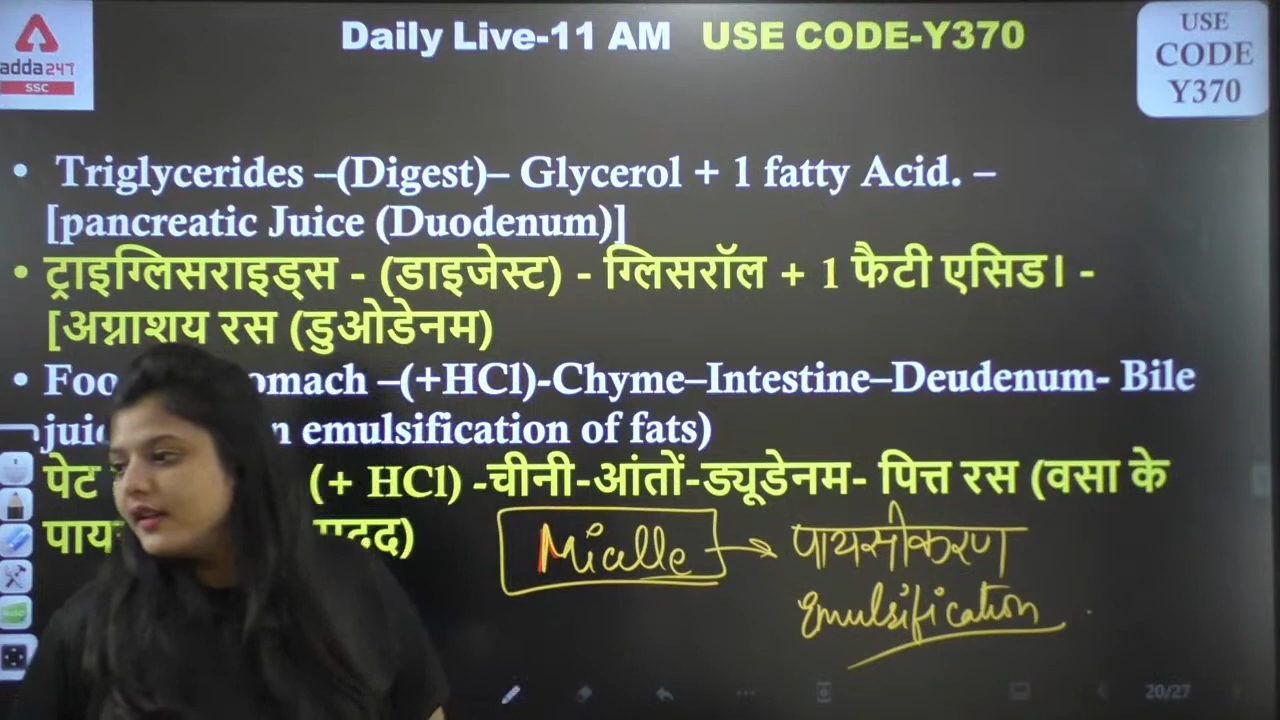 adda247
SSC
Daily Live-11 AM USE CODE-Y370
USE
CODE
Y370
• Triglycerides –(Digest)– Glycerol + 1 fatty Acid. –
[pancreatic Juice (Duodenum)]
• ट्राइग्लिसराइड्स - (डाइजेस्ट) - ग्लिसरॉल + 1 फैटी एसिड। -
[अग्नाशय रस (डुओडेनम)
• –(+HCl)-Chyme–Intestine–Deudenum- Bile
emulsification of fats)
पेट (+ HCl) -चीनी-आंतों-ड्यूडेनम- पित्त रस (वसा के
Micelle → पायसीकरण
Emulsification
20/27